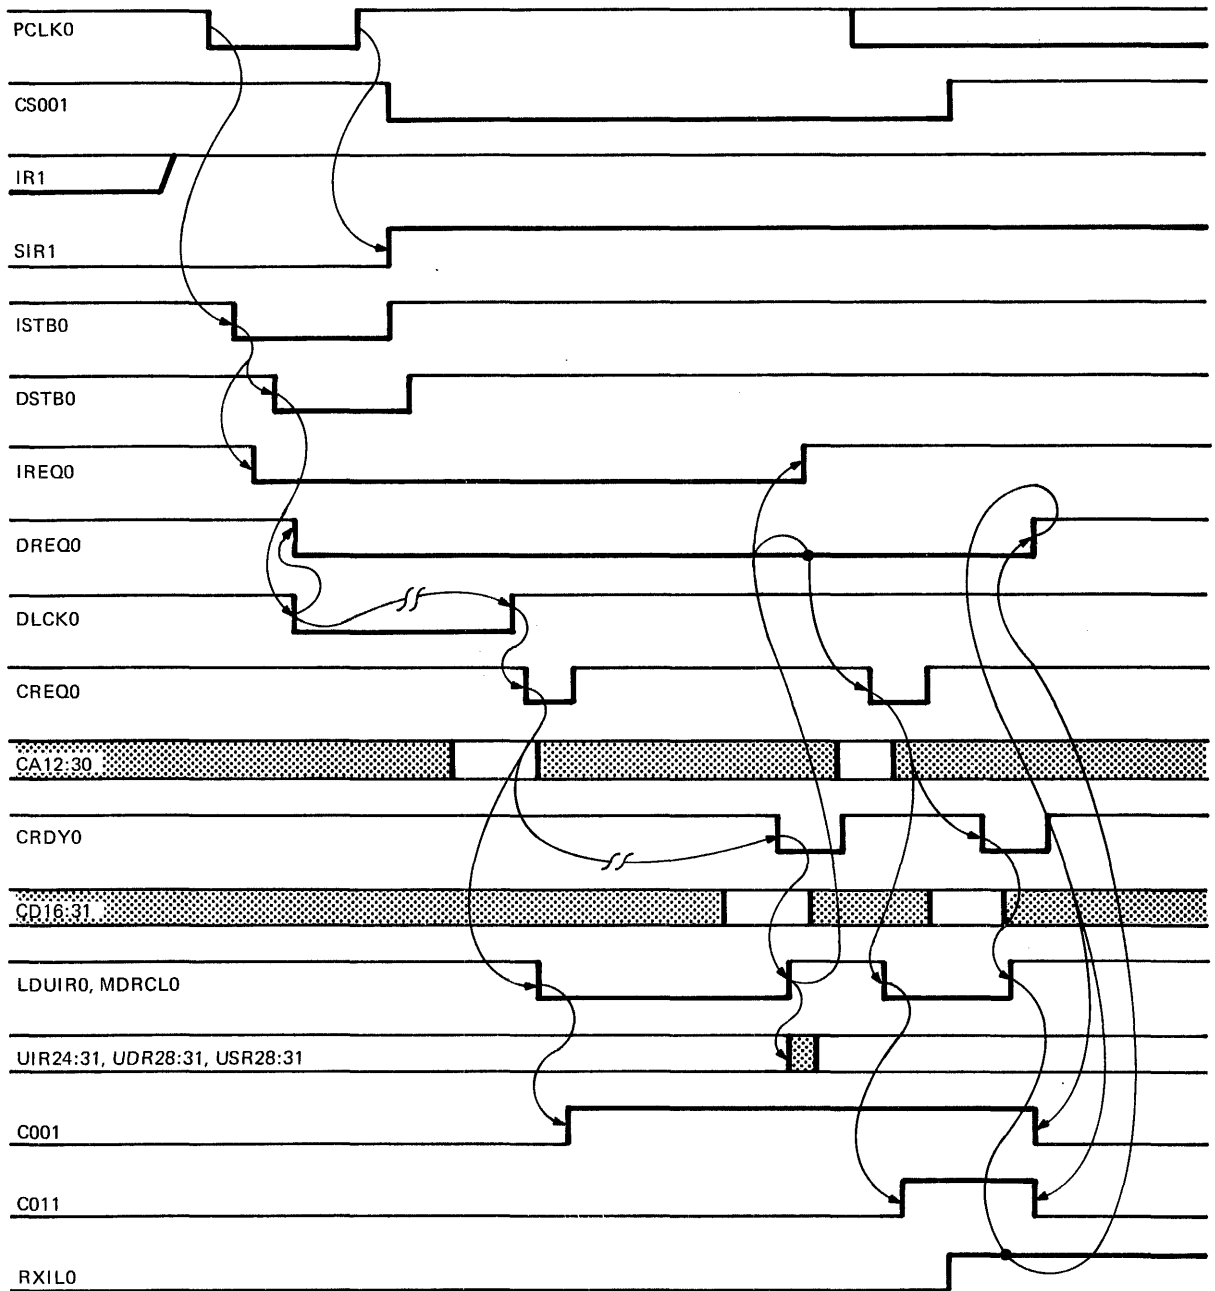 PCLK0
CS001
IR1
SIR1
ISTB0
DSTB0
IREQ0
DREQ0
DLCK0
CREQ0
CA12:30
CRDY0
CD16:31
LDUIR0, MDRCL0
UIR24:31, UDR28:31, USR28:31
C001
C011
RXIL0